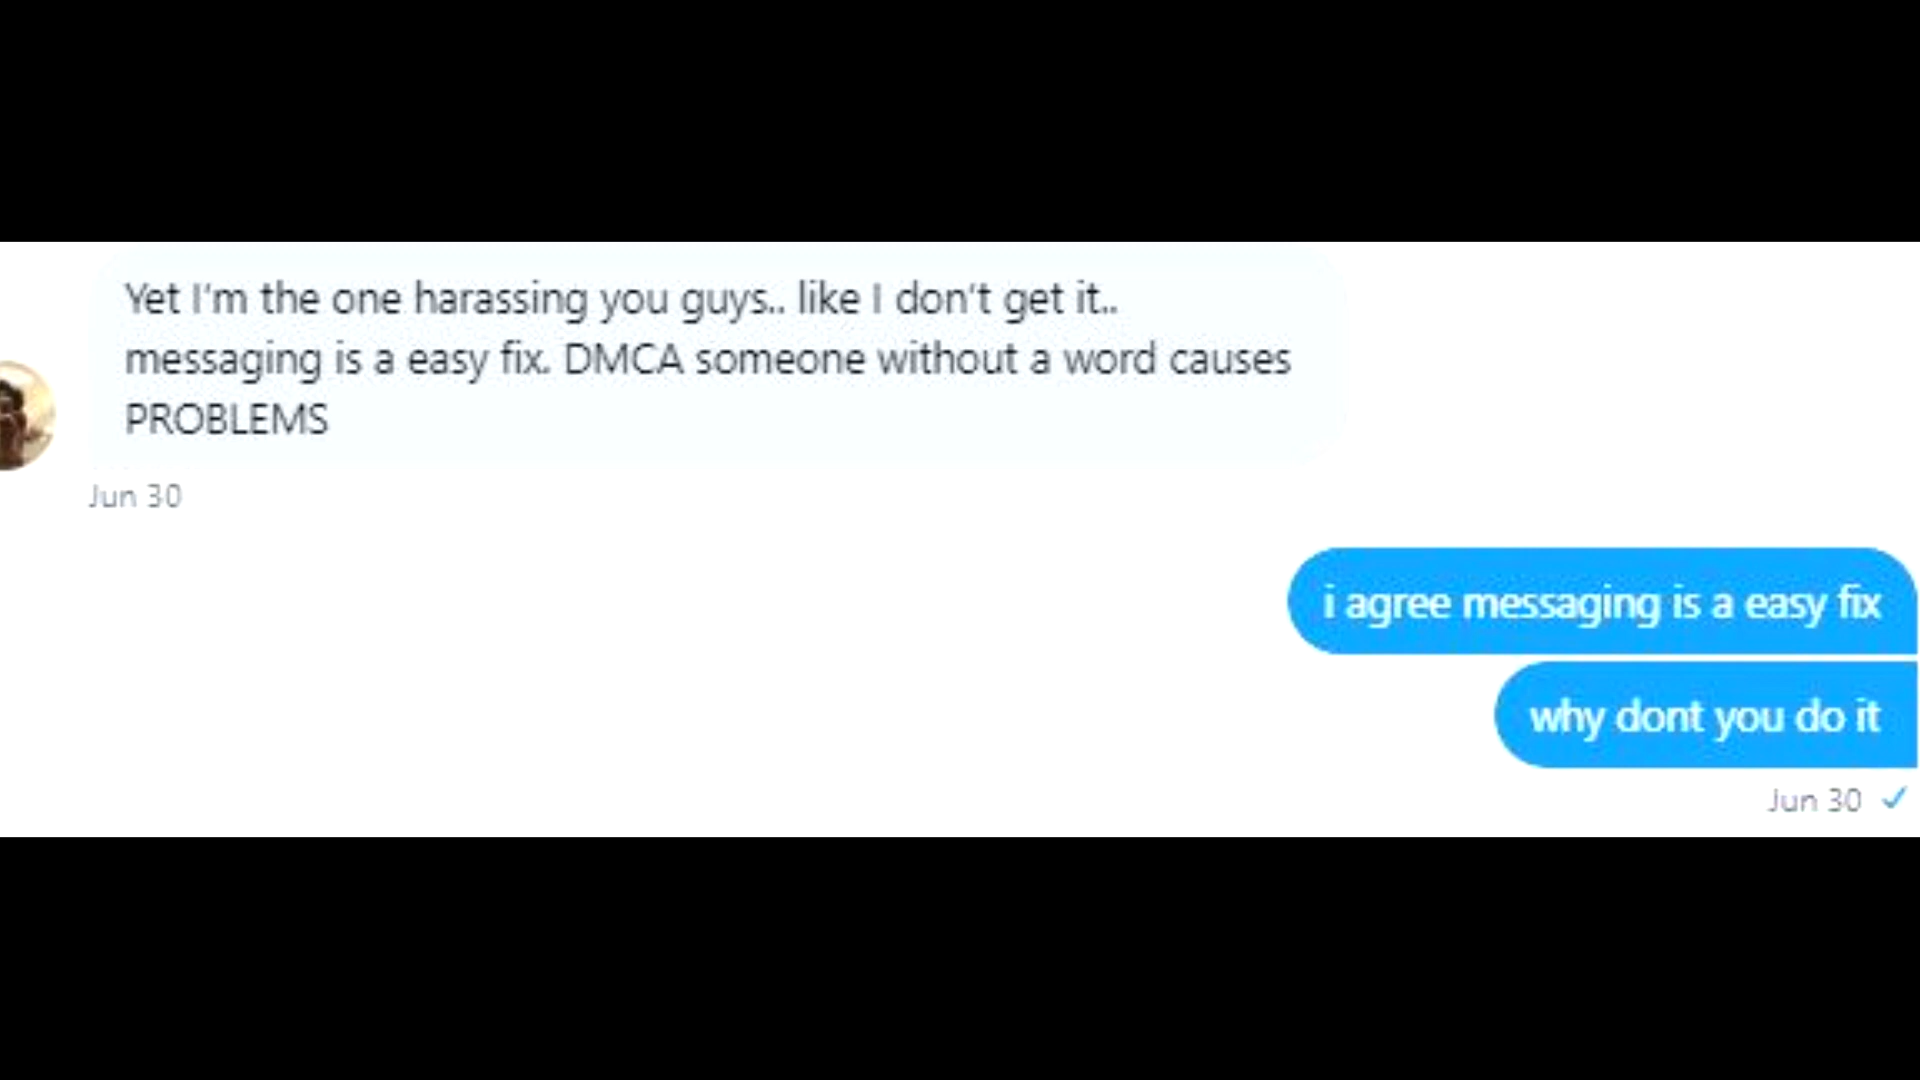 Yet I'm the one harassing you guys.. like I don't get it..
messaging is a easy fix. DMCA someone without a word causes
PROBLEMS
Jun 30
i agree messaging is a easy fix
why dont you do it
Jun 30